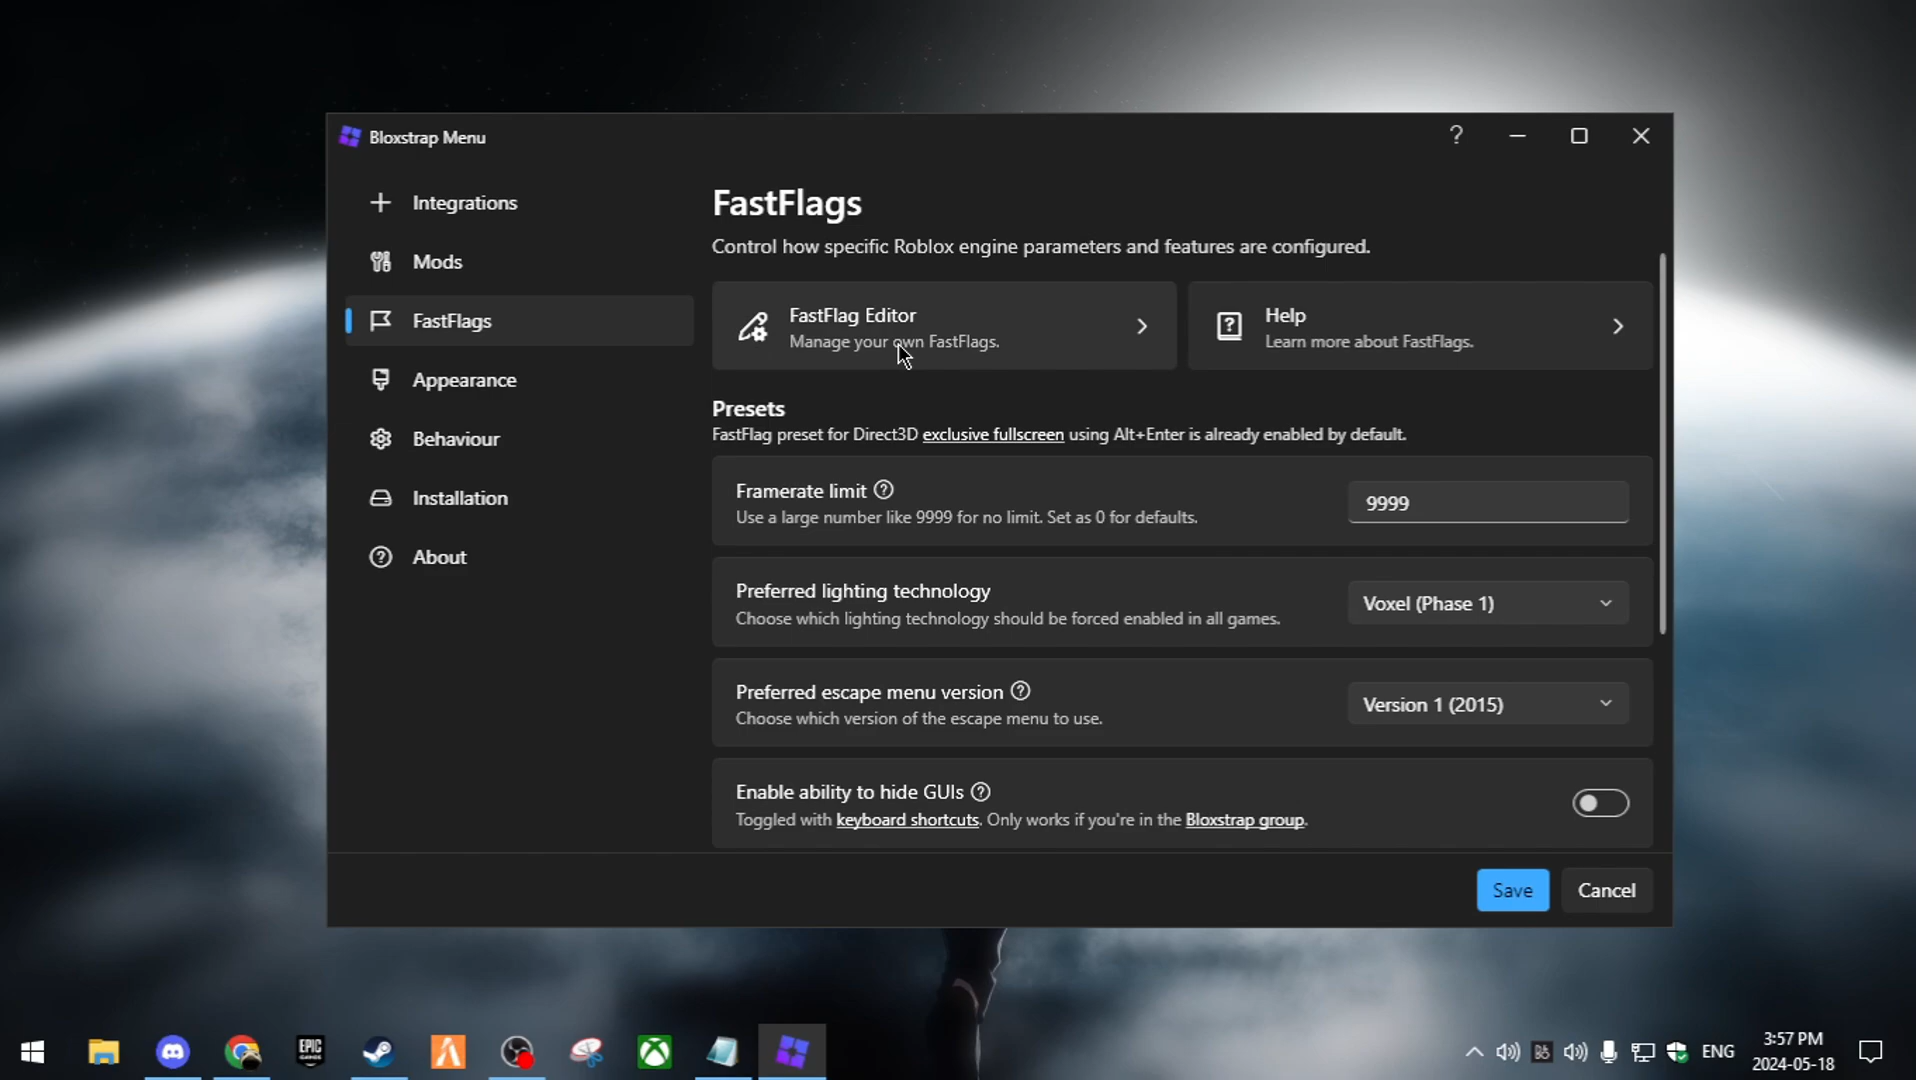 Bloxstrap Menu
?
Integrations
Mods
FastFlags
Appearance
Behaviour
Installation
About
FastFlags
Control how specific Roblox engine parameters and features are configured.
FastFlag Editor
Manage your own FastFlags.
Help
Learn more about FastFlags.
Presets
FastFlag preset for Direct3D exclusive fullscreen using Alt+Enter is already enabled by default.
Framerate limit
Use a large number like 9999 for no limit. Set as 0 for defaults.
9999
Preferred lighting technology
Choose which lighting technology should be forced enabled in all games.
Voxel (Phase 1)
Preferred escape menu version
Choose which version of the escape menu to use.
Version 1 (2015)
Enable ability to hide GUIs
Toggled with keyboard shortcuts. Only works if you're in the Bloxstrap group.
Save
Cancel
EPIC
GAMES
ENG
3:57 PM
2024-05-18